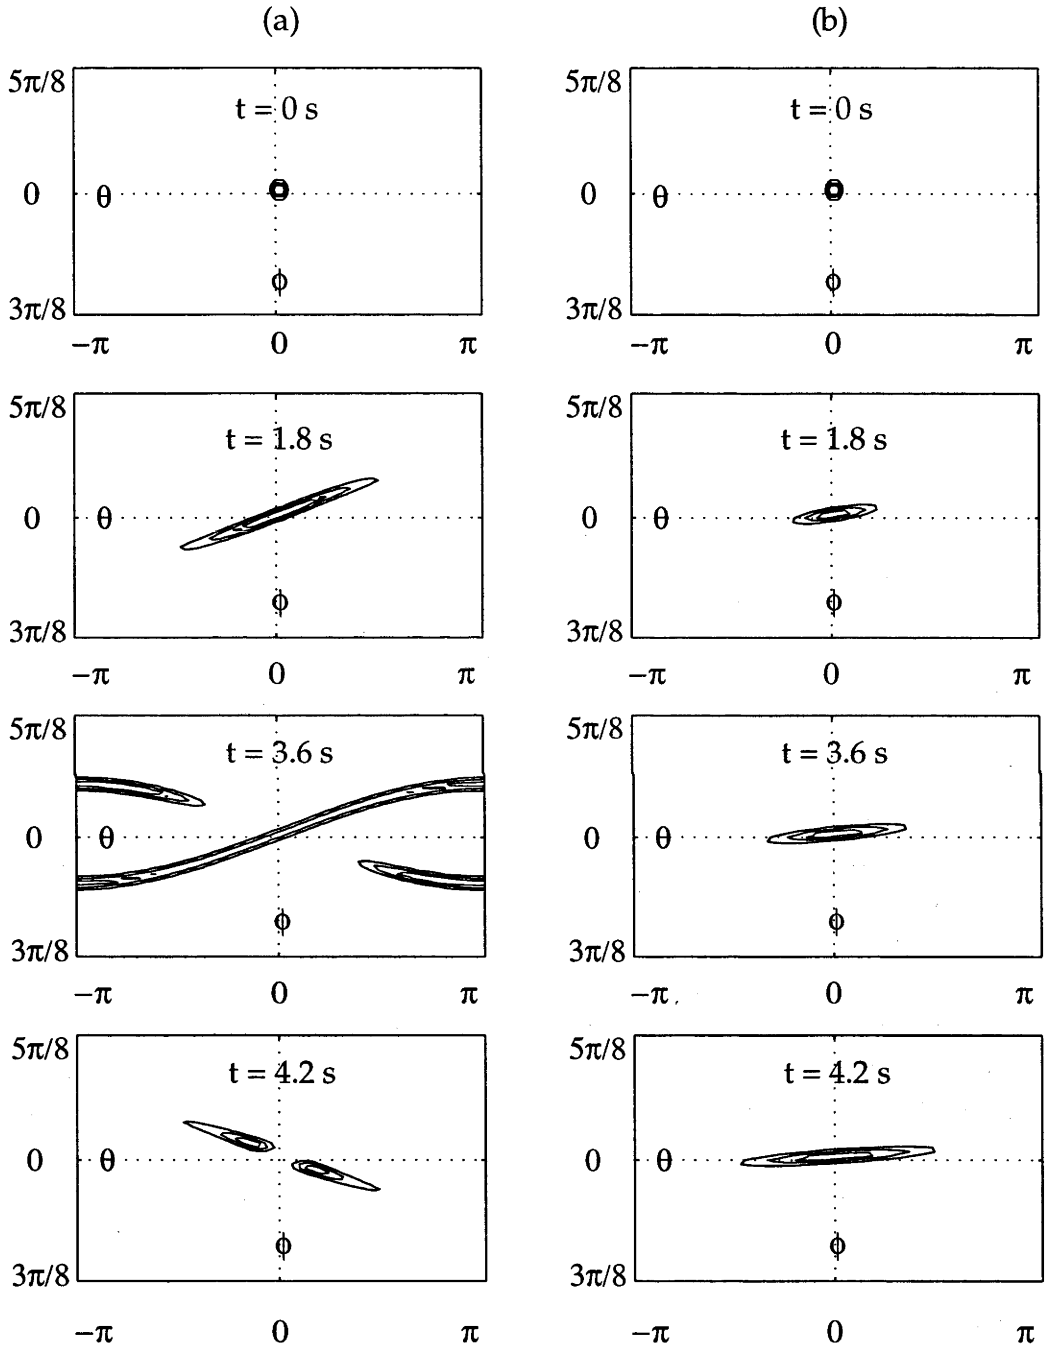 (a) (b)
5π/8 t = 0 s 5π/8 t = 0 s
0 θ 0 θ
ϕ ϕ
3π/8 3π/8
−π 0 π −π 0 π
5π/8 t = 1.8 s 5π/8 t = 1.8 s
0 θ 0 θ
ϕ ϕ
3π/8 3π/8
−π 0 π −π 0 π
5π/8 t = 3.6 s 5π/8 t = 3.6 s
0 θ 0 θ
ϕ ϕ
3π/8 3π/8
−π 0 π −π 0 π
5π/8 t = 4.2 s 5π/8 t = 4.2 s
0 θ 0 θ
ϕ ϕ
3π/8 3π/8
−π 0 π −π 0 π